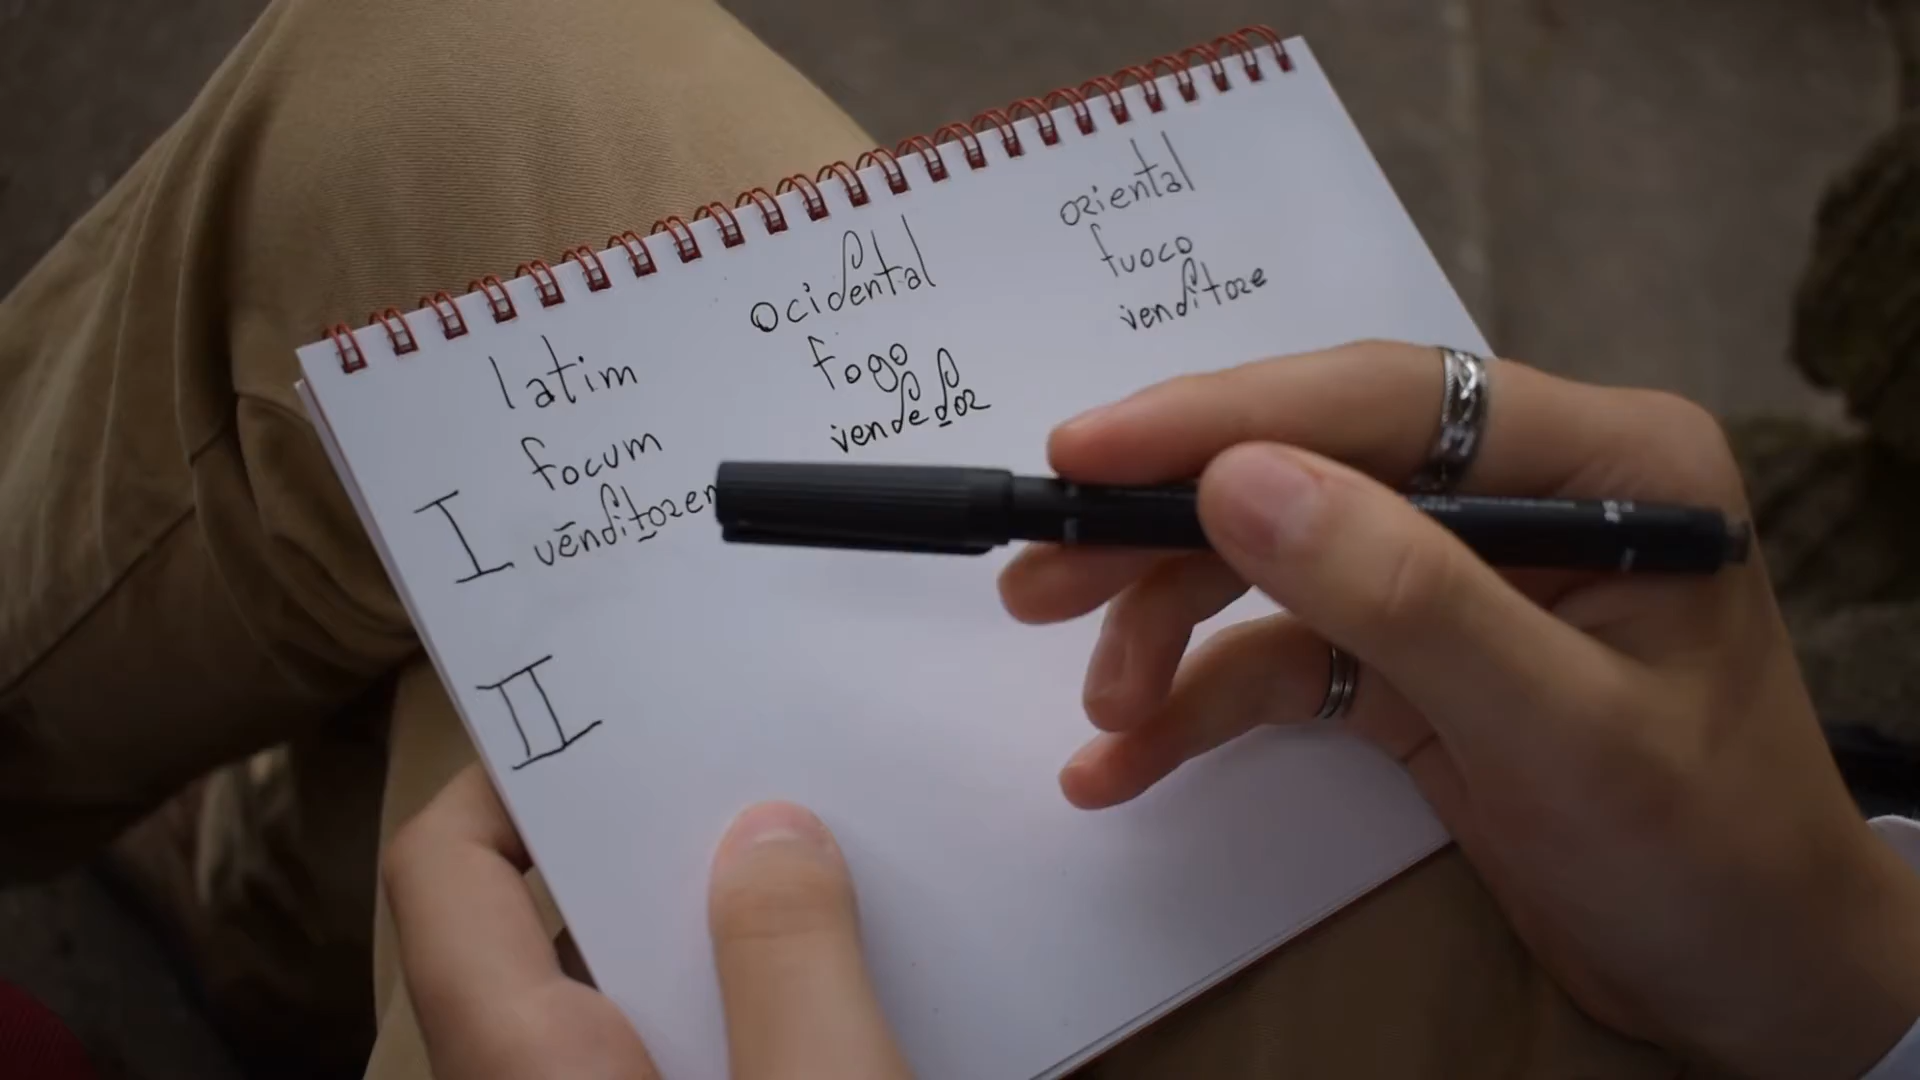 latim ocidental oriental
focum fogo fuoco
I vēnditorem vendedor venditore
II